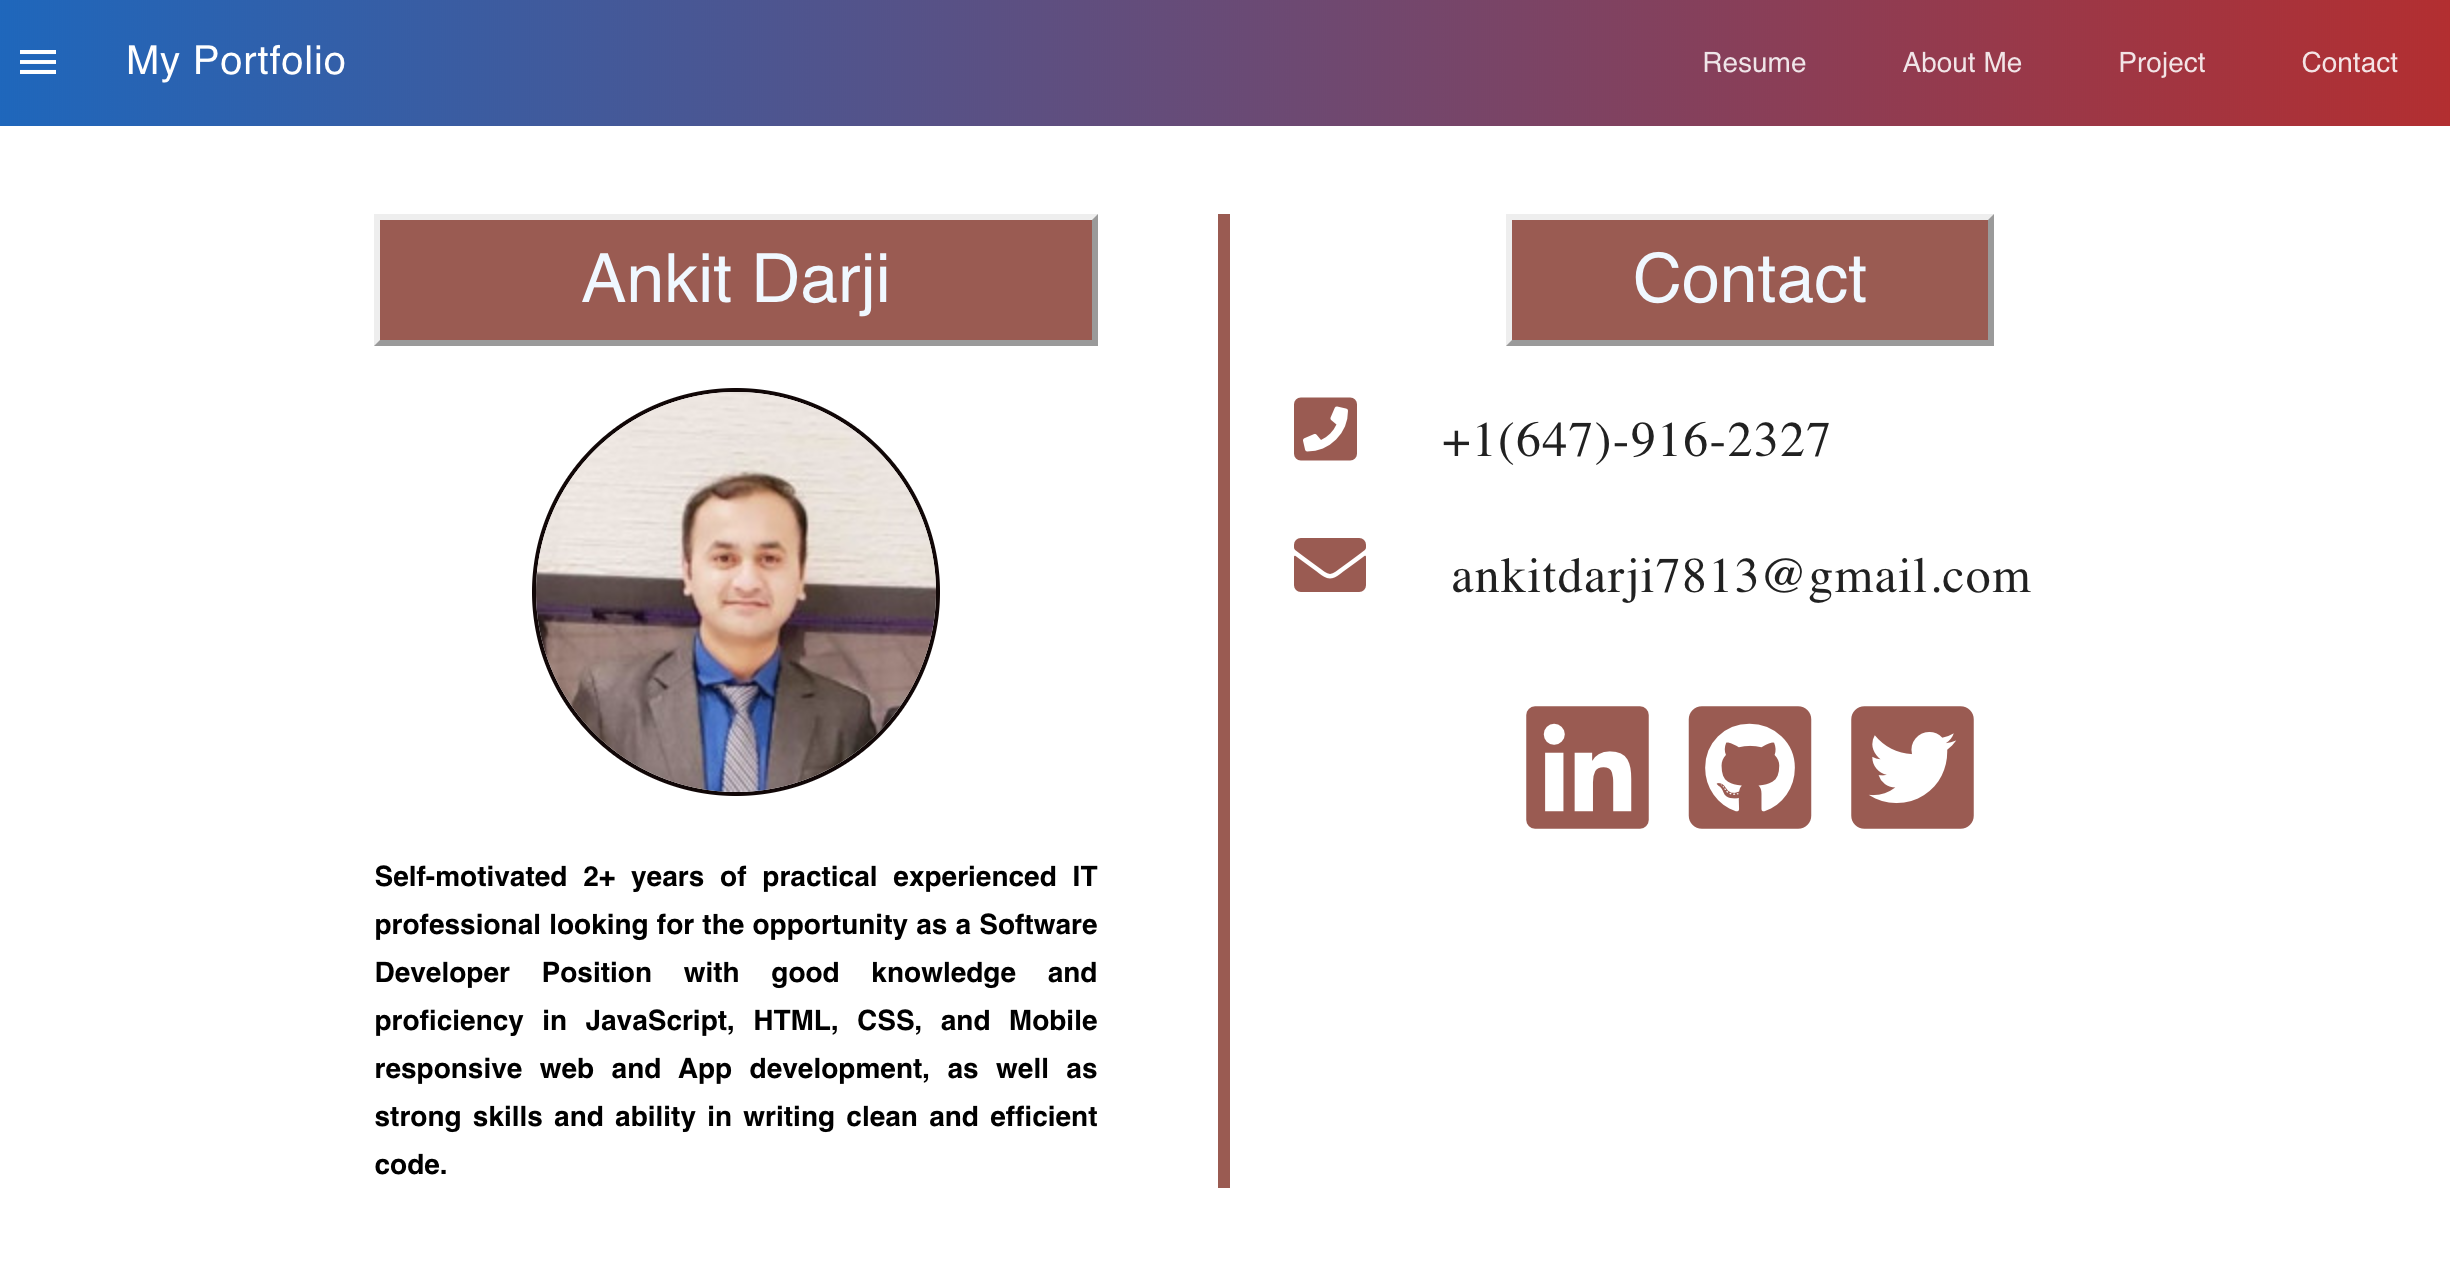 My Portfolio
Resume
About Me
Project
Contact
Ankit Darji
Self-motivated 2+ years of practical experienced IT
professional looking for the opportunity as a Software
Developer Position with good knowledge and
proficiency in JavaScript, HTML, CSS, and Mobile
responsive web and App development, as well as
strong skills and ability in writing clean and efficient
code.
Contact
+1(647)-916-2327
ankitdarji7813@gmail.com
in